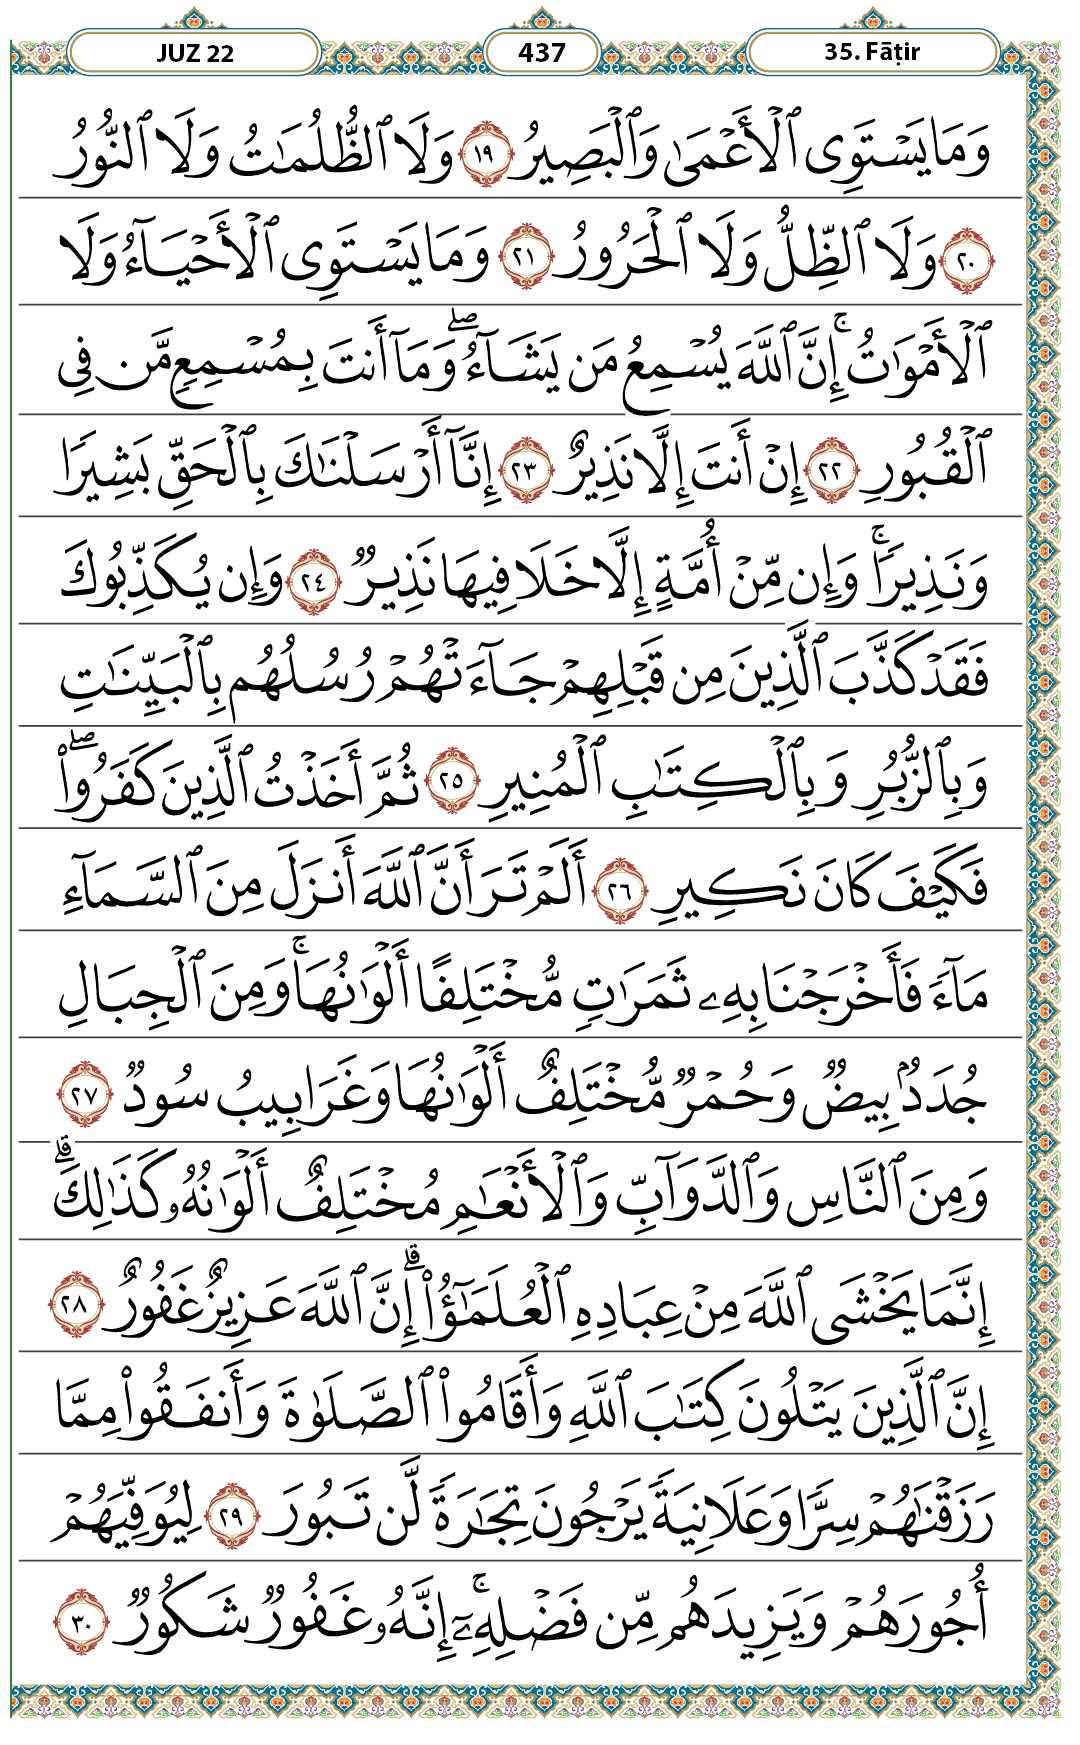 JUZ 22
437
35. Fāṭir
وَمَا يَسْتَوِى ٱلْأَعْمَىٰ وَٱلْبَصِيرُ ١٩ وَلَا ٱلظُّلُمَٰتُ وَلَا ٱلنُّورُ
٢٠ وَلَا ٱلظِّلُّ وَلَا ٱلْحَرُورُ ٢١ وَمَا يَسْتَوِى ٱلْأَحْيَآءُ وَلَا
ٱلْأَمْوَٰتُ ۚ إِنَّ ٱللَّهَ يُسْمِعُ مَن يَشَآءُ ۖ وَمَآ أَنتَ بِمُسْمِعٍ مَّن فِى
ٱلْقُبُورِ ٢٢ إِنْ أَنتَ إِلَّا نَذِيرٌ ٢٣ إِنَّآ أَرْسَلْنَٰكَ بِٱلْحَقِّ بَشِيرًا
وَنَذِيرًا ۚ وَإِن مِّنْ أُمَّةٍ إِلَّا خَلَا فِيهَا نَذِيرٌ ٢٤ وَإِن يُكَذِّبُوكَ
فَقَدْ كَذَّبَ ٱلَّذِينَ مِن قَبْلِهِمْ جَآءَتْهُمْ رُسُلُهُم بِٱلْبَيِّنَٰتِ
وَبِٱلزُّبُرِ وَبِٱلْكِتَٰبِ ٱلْمُنِيرِ ٢٥ ثُمَّ أَخَذْتُ ٱلَّذِينَ كَفَرُوا۟ ۖ
فَكَيْفَ كَانَ نَكِيرِ ٢٦ أَلَمْ تَرَ أَنَّ ٱللَّهَ أَنزَلَ مِنَ ٱلسَّمَآءِ
مَآءً فَأَخْرَجْنَا بِهِۦ ثَمَرَٰتٍ مُّخْتَلِفًا أَلْوَٰنُهَا ۚ وَمِنَ ٱلْجِبَالِ
جُدَدٌۢ بِيضٌ وَحُمْرٌ مُّخْتَلِفٌ أَلْوَٰنُهَا وَغَرَابِيبُ سُودٌ ٢٧
وَمِنَ ٱلنَّاسِ وَٱلدَّوَآبِّ وَٱلْأَنْعَٰمِ مُخْتَلِفٌ أَلْوَٰنُهُۥ كَذَٰلِكَ ۗ
إِنَّمَا يَخْشَى ٱللَّهَ مِنْ عِبَادِهِ ٱلْعُلَمَٰٓؤُا۟ ۗ إِنَّ ٱللَّهَ عَزِيزٌ غَفُورٌ ٢٨
إِنَّ ٱلَّذِينَ يَتْلُونَ كِتَٰبَ ٱللَّهِ وَأَقَامُوا۟ ٱلصَّلَوٰةَ وَأَنفَقُوا۟ مِمَّا
رَزَقْنَٰهُمْ سِرًّا وَعَلَانِيَةً يَرْجُونَ تِجَٰرَةً لَّن تَبُورَ ٢٩ لِيُوَفِّيَهُمْ
أُجُورَهُمْ وَيَزِيدَهُم مِّن فَضْلِهِۦٓ ۚ إِنَّهُۥ غَفُورٌ شَكُورٌ ٣٠